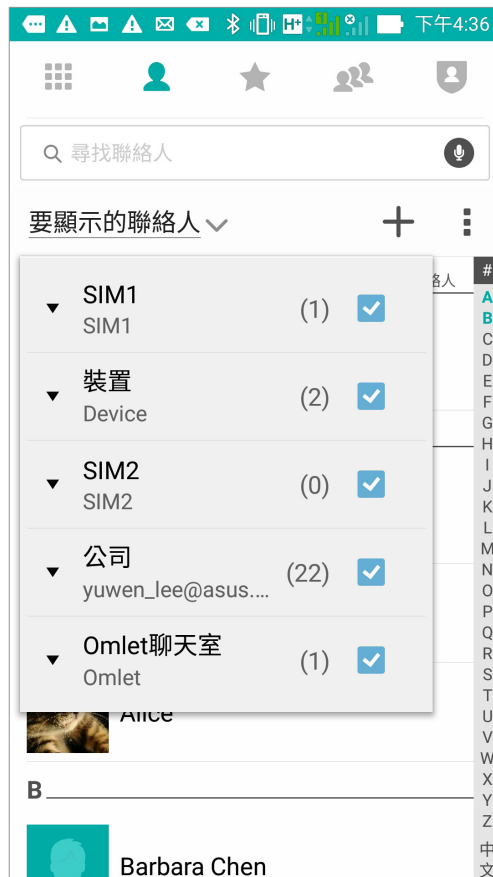 H+ 下午4:36
尋找聯絡人
要顯示的聯絡人
絡人
SIM1
SIM1
(1)
裝置
Device
(2)
SIM2
SIM2
(0)
公司
yuwen_lee@asus....
(22)
Omlet聊天室
Omlet
(1)
Alice
B
Barbara Chen
#
A
B
C
D
E
F
G
H
I
J
K
L
M
N
O
P
Q
R
S
T
U
V
W
X
Y
Z
中
文